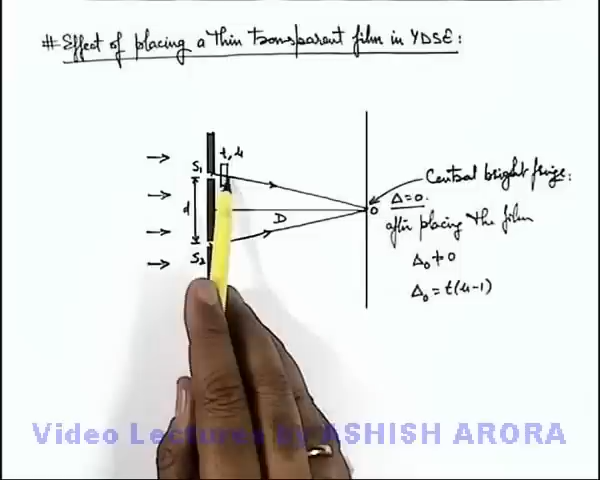 # Effect of placing a thin transparent film in YDSE :
S₁
t, μ
d
D
S₂
O
Central bright fringe :
Δ = 0.
after placing the film
Δ₀ ≠ 0
Δ₀ = t(μ-1)
Video Lectures by ASHISH ARORA